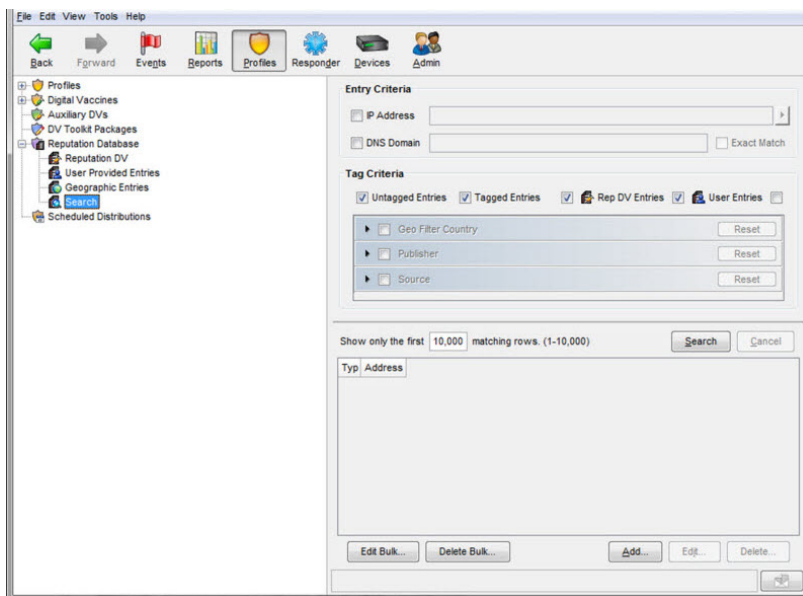 File Edit View Tools Help
Back Forward Events Reports Profiles Responder Devices Admin
Profiles
Digital Vaccines
Auxiliary DVs
DV Toolkit Packages
Reputation Database
Reputation DV
User Provided Entries
Geographic Entries
Search
Scheduled Distributions
Entry Criteria
IP Address
DNS Domain Exact Match
Tag Criteria
Untagged Entries Tagged Entries Rep DV Entries User Entries
Geo Filter Country Reset
Publisher Reset
Source Reset
Show only the first 10,000 matching rows. (1-10,000) Search Cancel
Typ Address
Edit Bulk... Delete Bulk... Add... Edit... Delete...